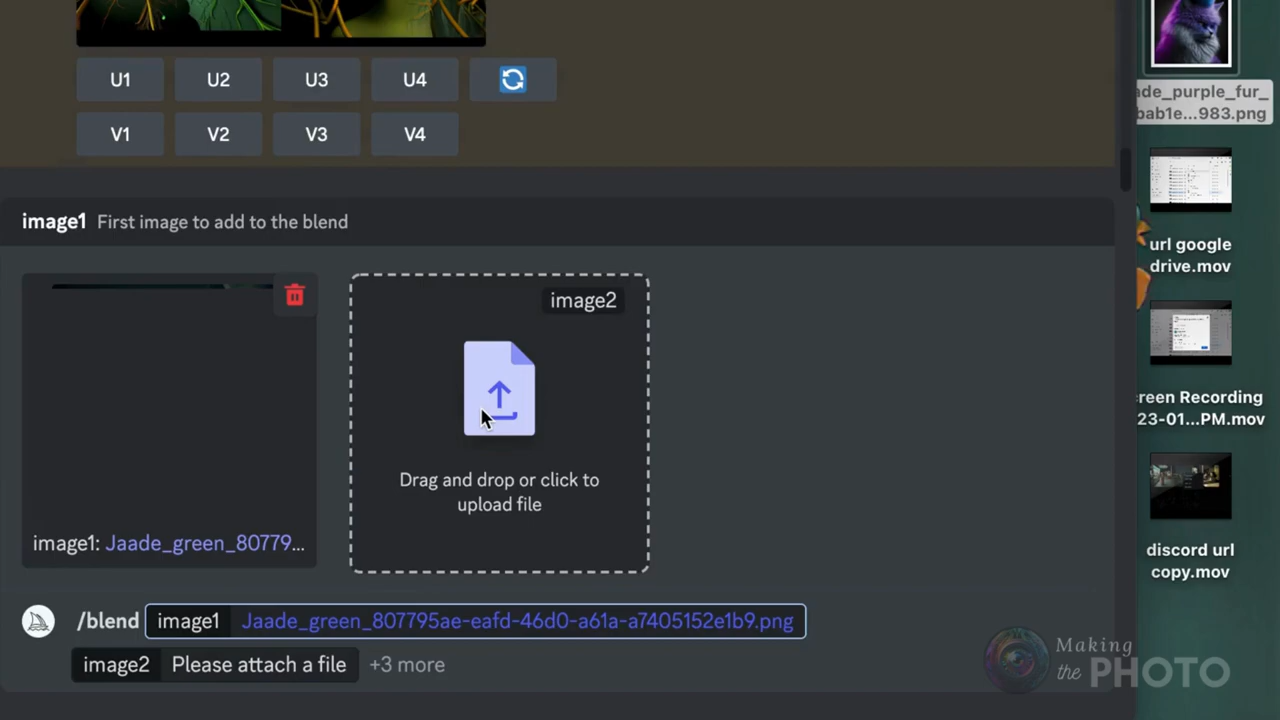 U1 U2 U3 U4
V1 V2 V3 V4
image1 First image to add to the blend
image2
Drag and drop or click to
upload file
image1: Jaade_green_80779...
/blend image1 Jaade_green_807795ae-eafd-46d0-a61a-a7405152e1b9.png
image2 Please attach a file +3 more
ade_purple_fur_
bab1e...983.png
url google
drive.mov
creen Recording
23-01...PM.mov
discord url
copy.mov
Making
the PHOTO